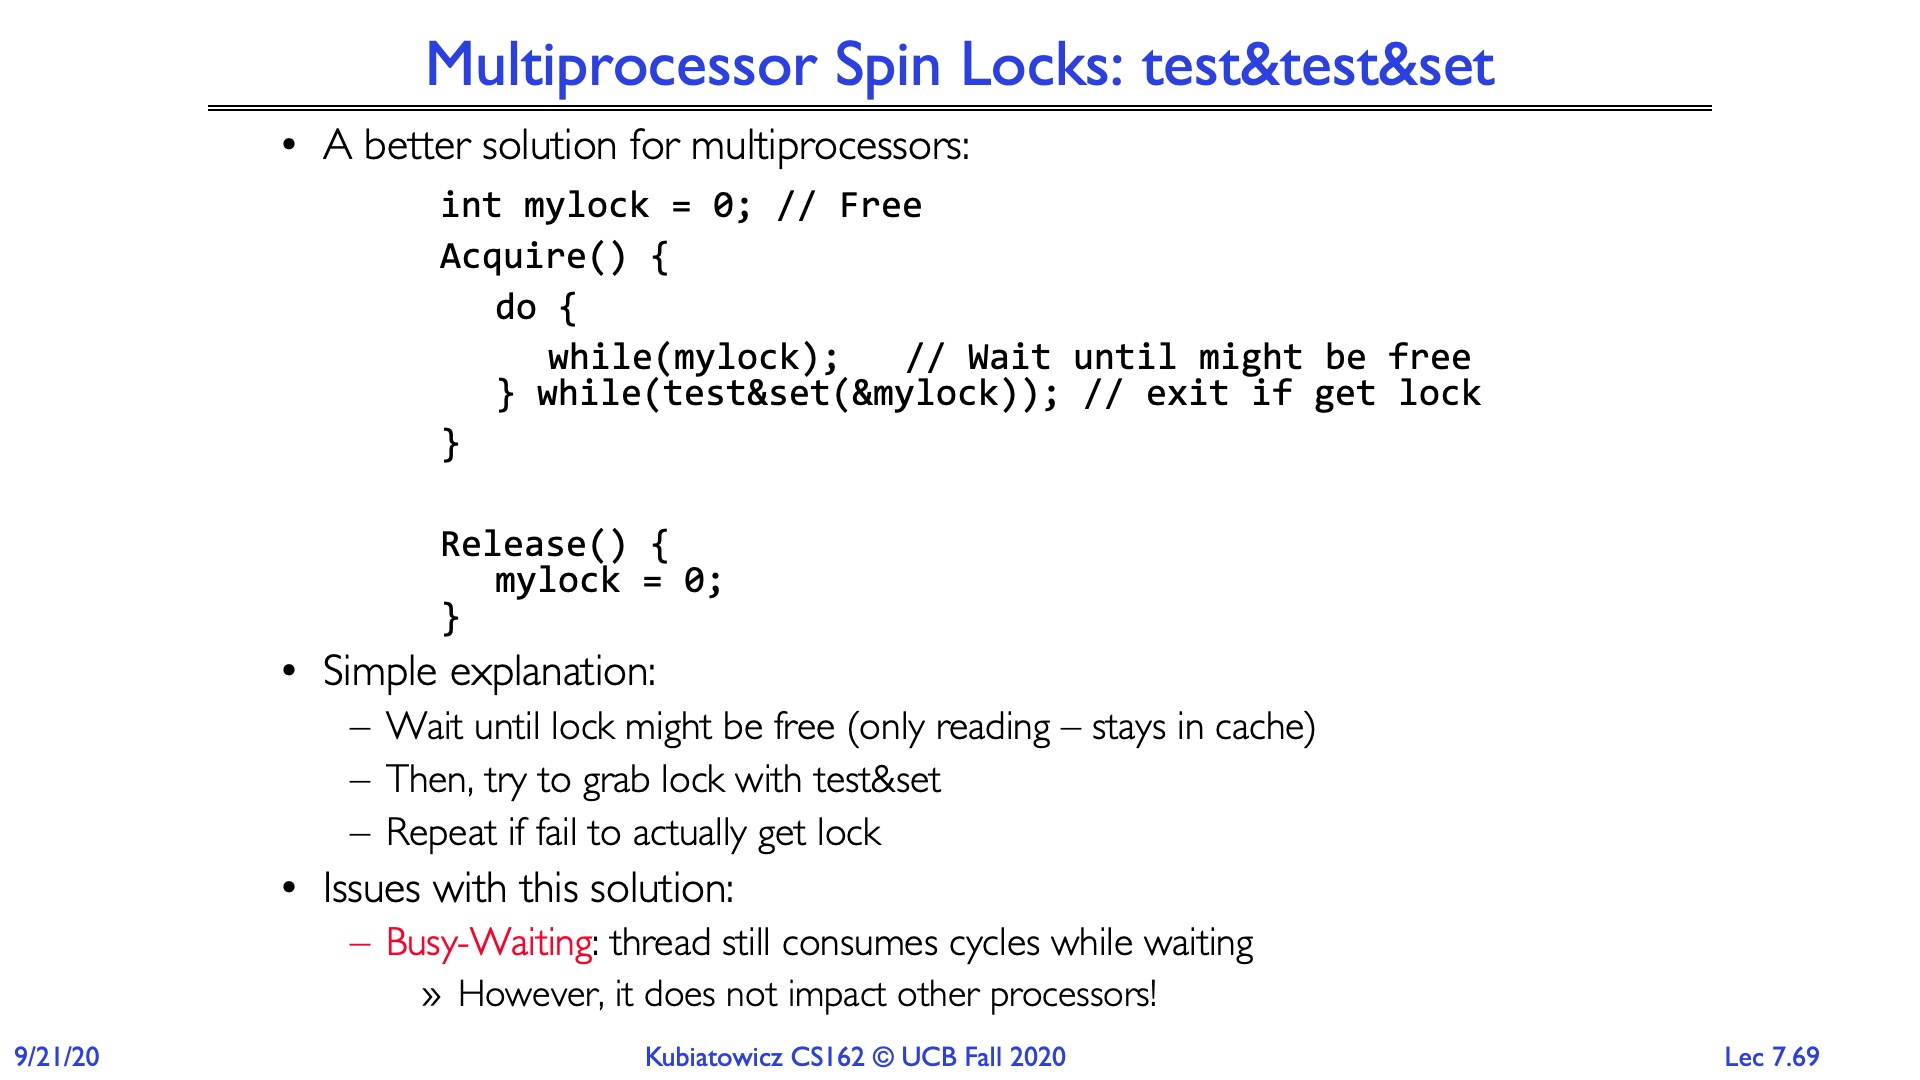 Multiprocessor Spin Locks: test&test&set
• A better solution for multiprocessors:
int mylock = 0; // Free
Acquire() {
do {
while(mylock); // Wait until might be free
} while(test&set(&mylock)); // exit if get lock
}
Release() {
mylock = 0;
}
• Simple explanation:
– Wait until lock might be free (only reading – stays in cache)
– Then, try to grab lock with test&set
– Repeat if fail to actually get lock
• Issues with this solution:
– Busy-Waiting: thread still consumes cycles while waiting
» However, it does not impact other processors!
9/21/20 Kubiatowicz CS162 © UCB Fall 2020 Lec 7.69